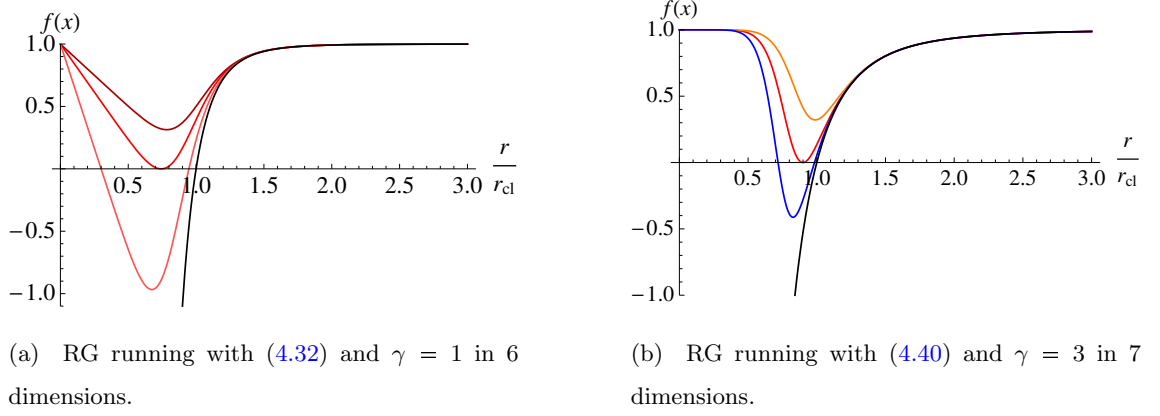 f(x)
1.0
0.5
−0.5
−1.0
0.5 1.0 1.5 2.0 2.5 3.0
r
r_cl
(a) RG running with (4.32) and γ = 1 in 6
dimensions.
f(x)
1.0
0.5
−0.5
−1.0
0.5 1.0 1.5 2.0 2.5 3.0
r
r_cl
(b) RG running with (4.40) and γ = 3 in 7
dimensions.